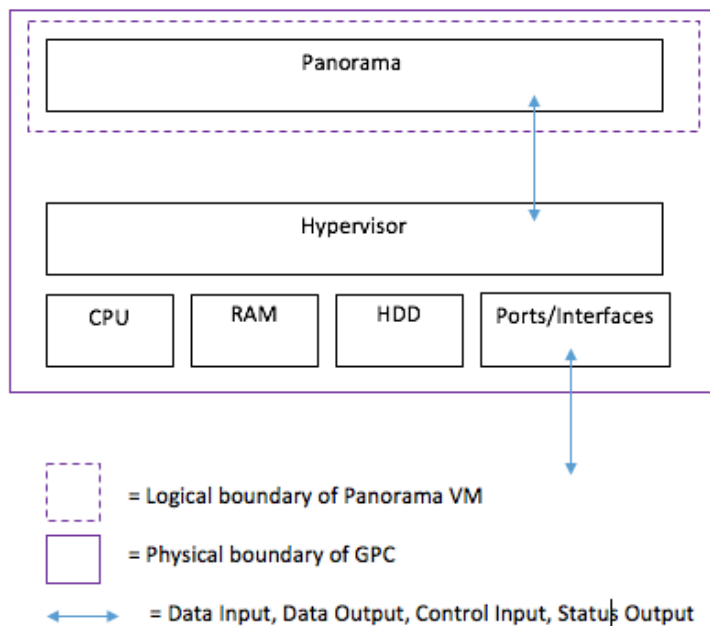 Panorama
Hypervisor
CPU
RAM
HDD
Ports/Interfaces
= Logical boundary of Panorama VM
= Physical boundary of GPC
= Data Input, Data Output, Control Input, Status Output